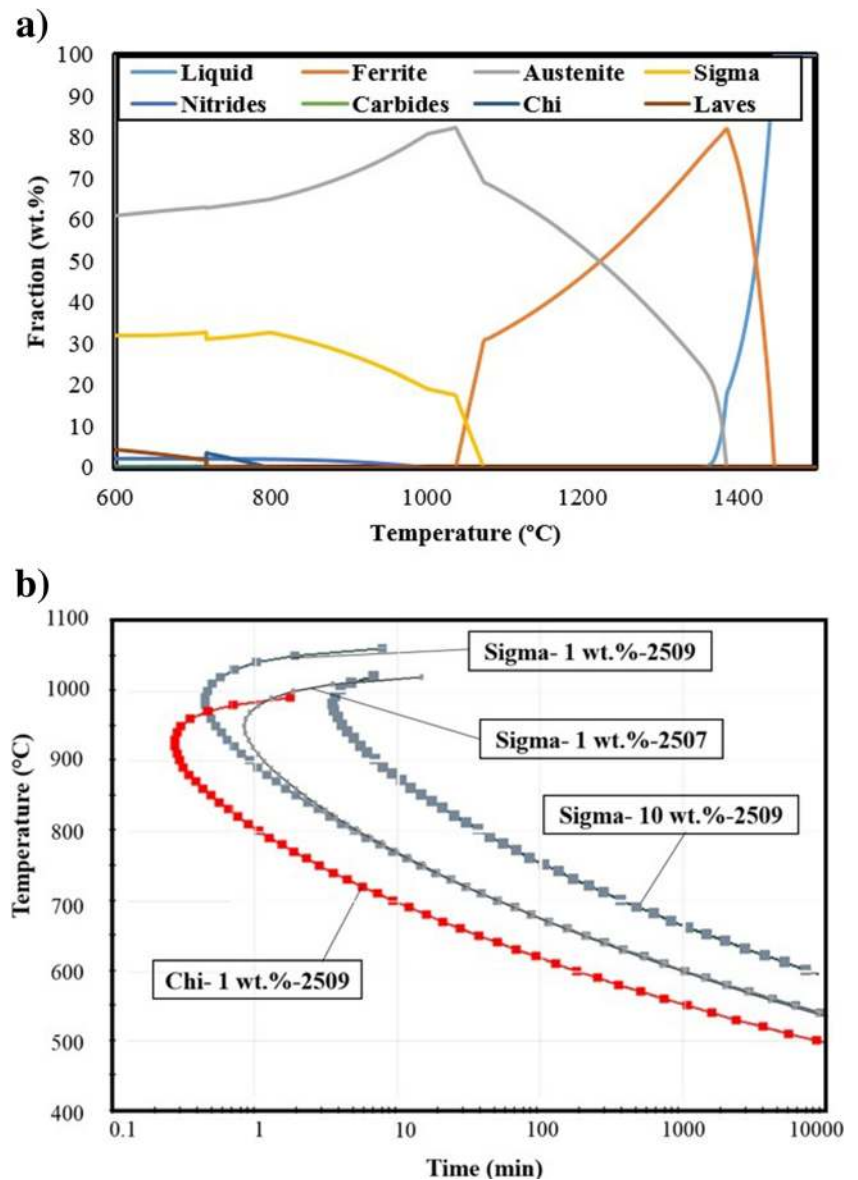 a)
100
90
80
70
60
50
40
30
20
10
0
Fraction (wt.%)
Liquid Ferrite Austenite Sigma
Nitrides Carbides Chi Laves
600 800 1000 1200 1400
Temperature (°C)
b)
1100
1000
900
800
700
600
500
400
Temperature (°C)
Sigma- 1 wt.%-2509
Sigma- 1 wt.%-2507
Sigma- 10 wt.%-2509
Chi- 1 wt.%-2509
0.1 1 10 100 1000 10000
Time (min)